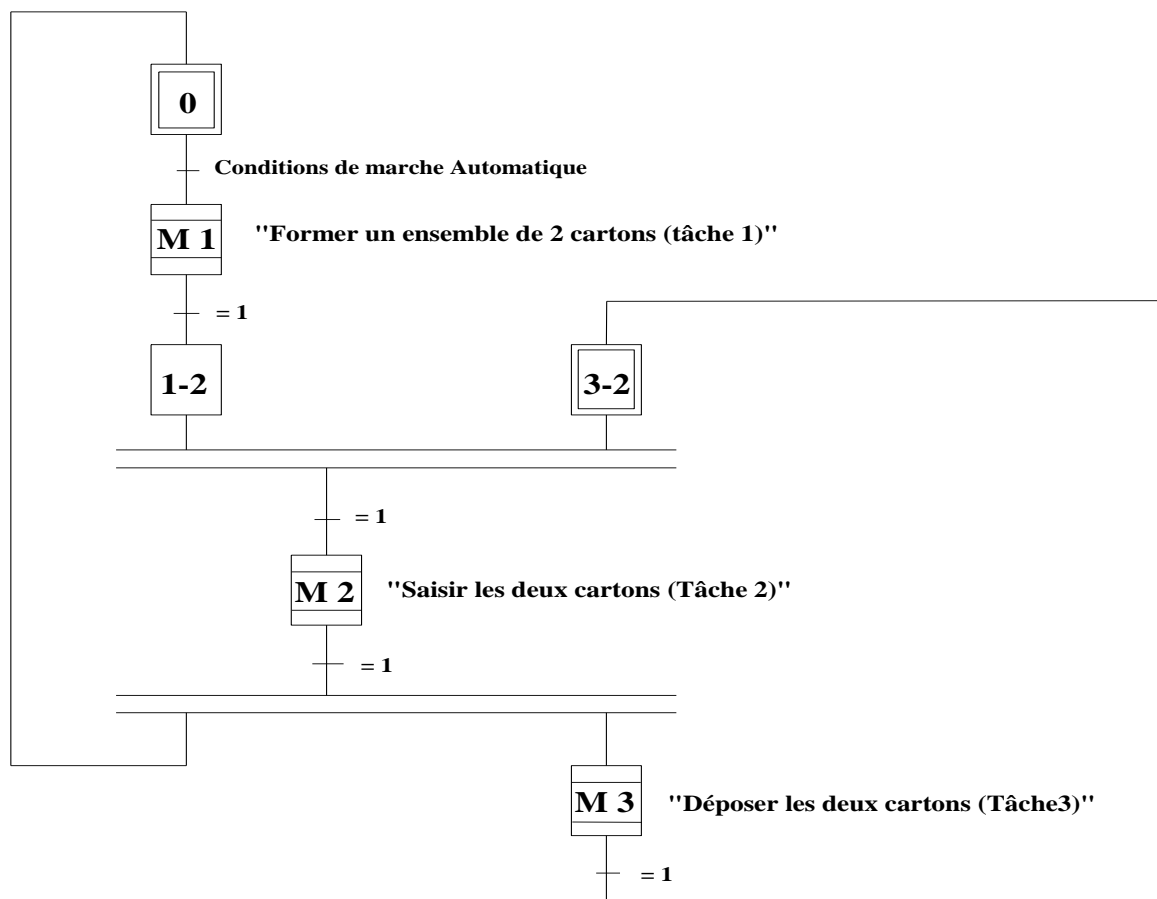 0
Conditions de marche Automatique
M 1 "Former un ensemble de 2 cartons (tâche 1)"
= 1
1-2 3-2
= 1
M 2 "Saisir les deux cartons (Tâche 2)"
= 1
M 3 "Déposer les deux cartons (Tâche3)"
= 1